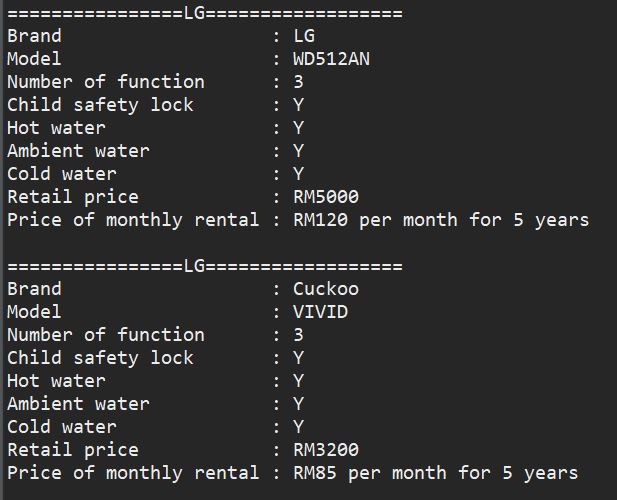 ================LG==================
Brand                   : LG
Model                   : WD512AN
Number of function      : 3
Child safety lock       : Y
Hot water               : Y
Ambient water           : Y
Cold water              : Y
Retail price            : RM5000
Price of monthly rental : RM120 per month for 5 years

================LG==================
Brand                   : Cuckoo
Model                   : VIVID
Number of function      : 3
Child safety lock       : Y
Hot water               : Y
Ambient water           : Y
Cold water              : Y
Retail price            : RM3200
Price of monthly rental : RM85 per month for 5 years